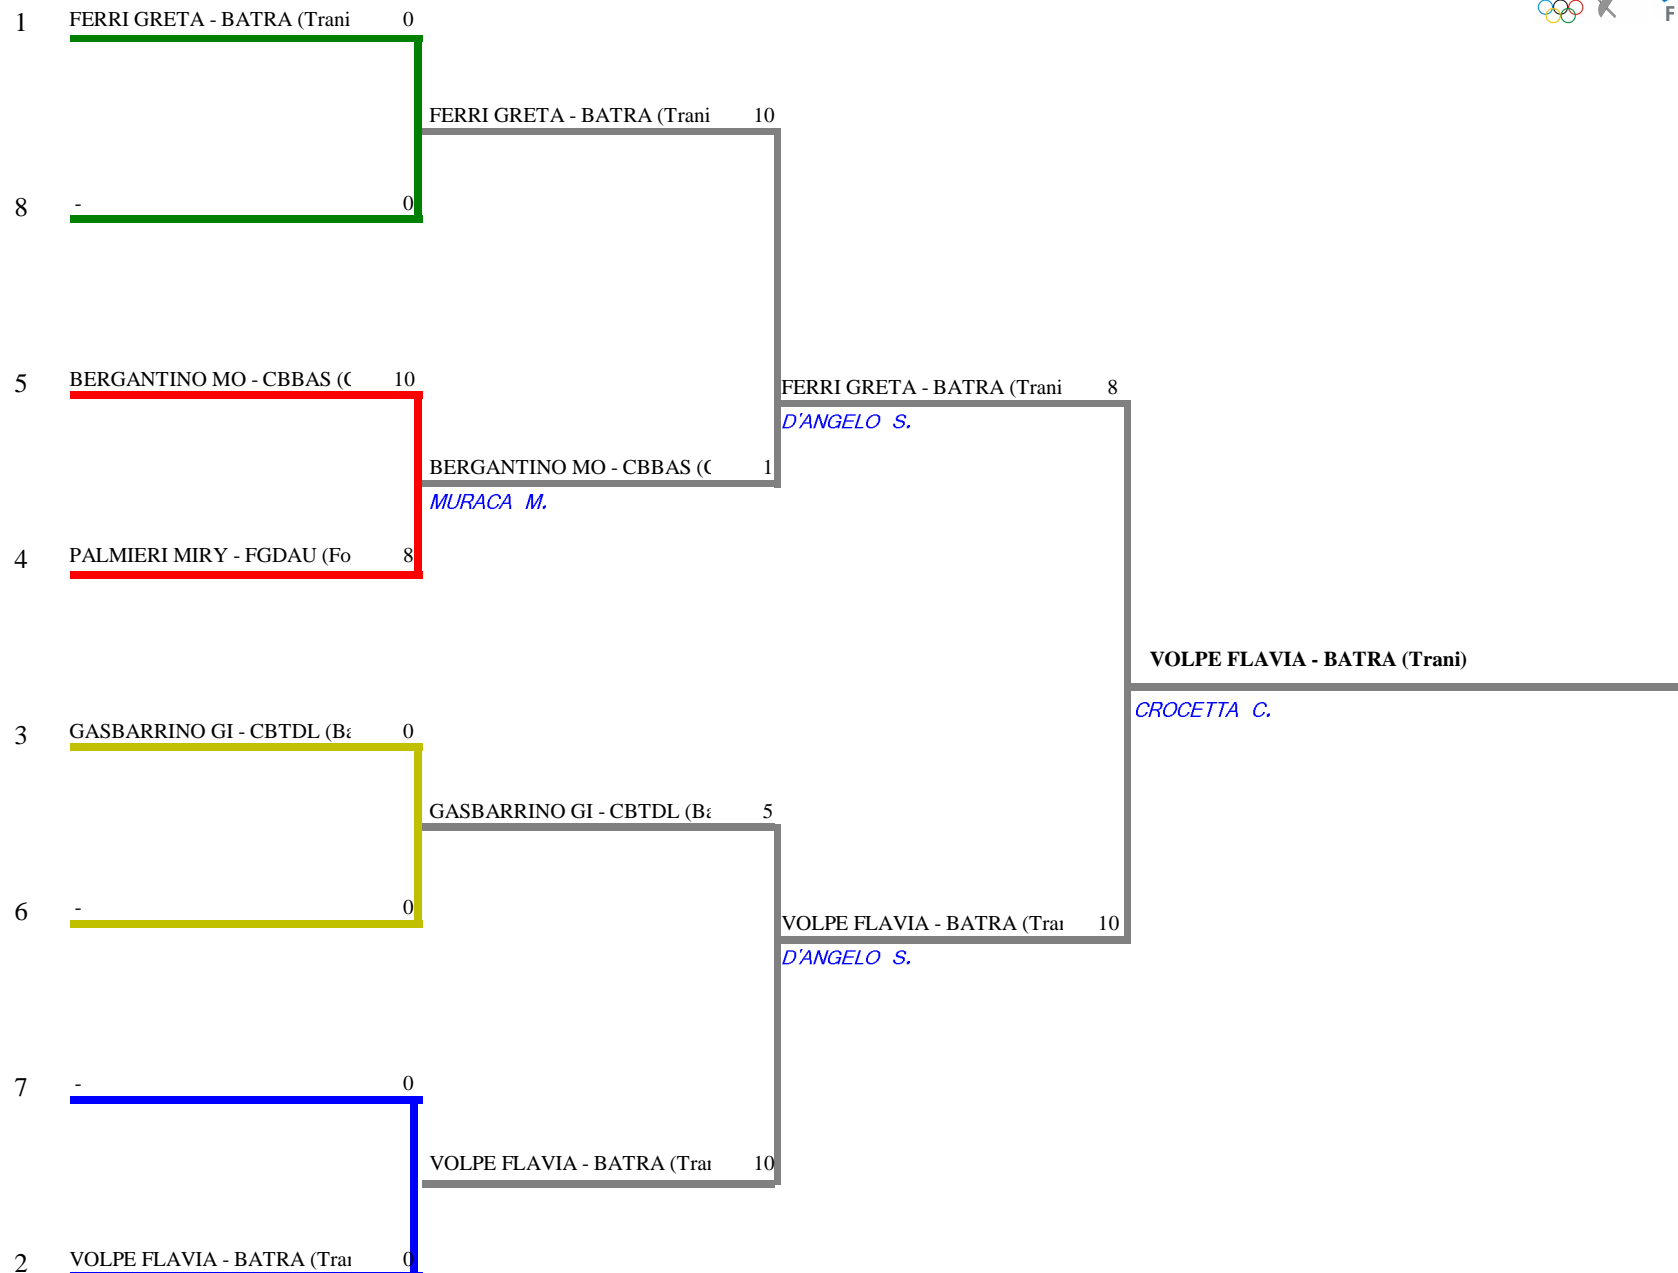 1 FERRI GRETA - BATRA (Trani 0
F
FERRI GRETA - BATRA (Trani 10
8 - 0
5 BERGANTINO MO - CBBAS ( 10
FERRI GRETA - BATRA (Trani 8
D'ANGELO S.
BERGANTINO MO - CBBAS ( 1
MURACA M.
4 PALMIERI MIRY - FGDAU (Fo 8
VOLPE FLAVIA - BATRA (Trani)
CROCETTA C.
3 GASBARRINO GI - CBTDL (Ba 0
GASBARRINO GI - CBTDL (Ba 5
6 - 0
VOLPE FLAVIA - BATRA (Tra 10
D'ANGELO S.
7 - 0
VOLPE FLAVIA - BATRA (Tra 10
2 VOLPE FLAVIA - BATRA (Tra 0